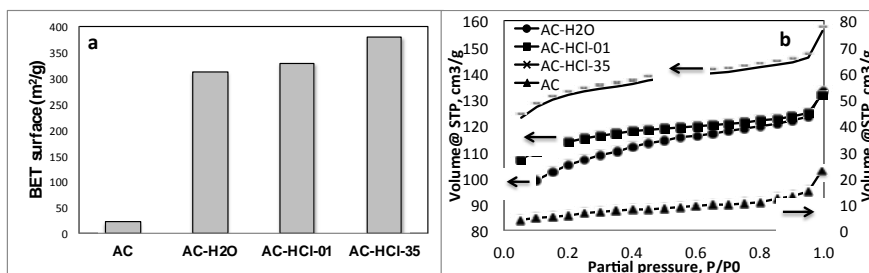 a
BET surface (m²/g)
400
350
300
250
200
150
100
50
0
AC
AC-H2O
AC-HCl-01
AC-HCl-35
b
AC-H2O
AC-HCl-01
AC-HCl-35
AC
Volume@ STP, cm3/g
160
150
140
130
120
110
100
90
80
80
70
60
50
40
30
20
10
0
Volume@STP, cm3/g
0.0
0.2
0.4
0.6
0.8
1.0
Partial pressure, P/P0